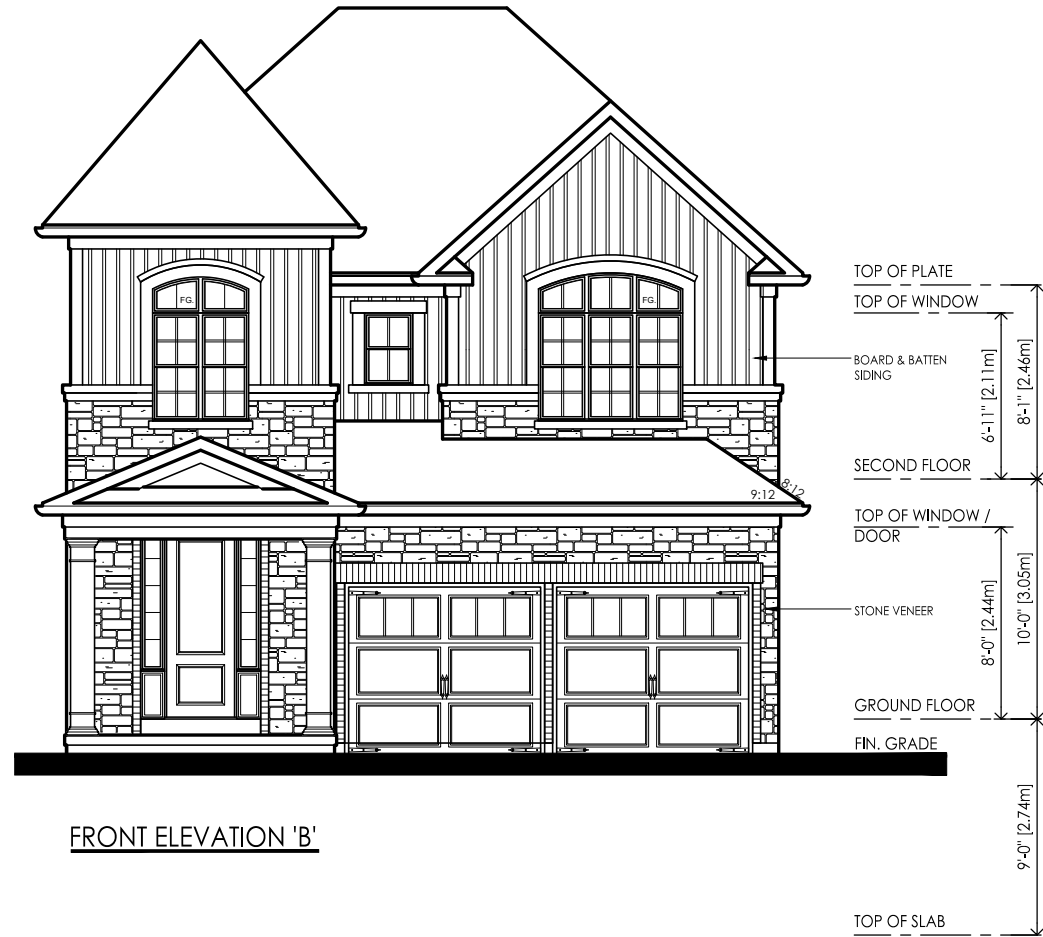 FG.
FG.
TOP OF PLATE
TOP OF WINDOW
BOARD & BATTEN
SIDING
6'-11" [2.11m]
8'-1" [2.46m]
SECOND FLOOR
9:12
8:12
TOP OF WINDOW /
DOOR
STONE VENEER
8'-0" [2.44m]
10'-0" [3.05m]
GROUND FLOOR
FIN. GRADE
FRONT ELEVATION 'B'
9'-0" [2.74m]
TOP OF SLAB